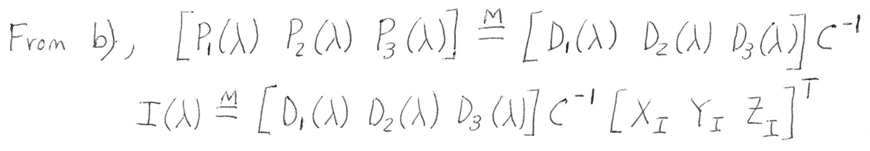 From b), [P₁(λ) P₂(λ) P₃(λ)] ≝ᴹ [D₁(λ) D₂(λ) D₃(λ)] C⁻¹
I(λ) ≝ᴹ [D₁(λ) D₂(λ) D₃(λ)] C⁻¹ [X_I Y_I Z_I]ᵀ